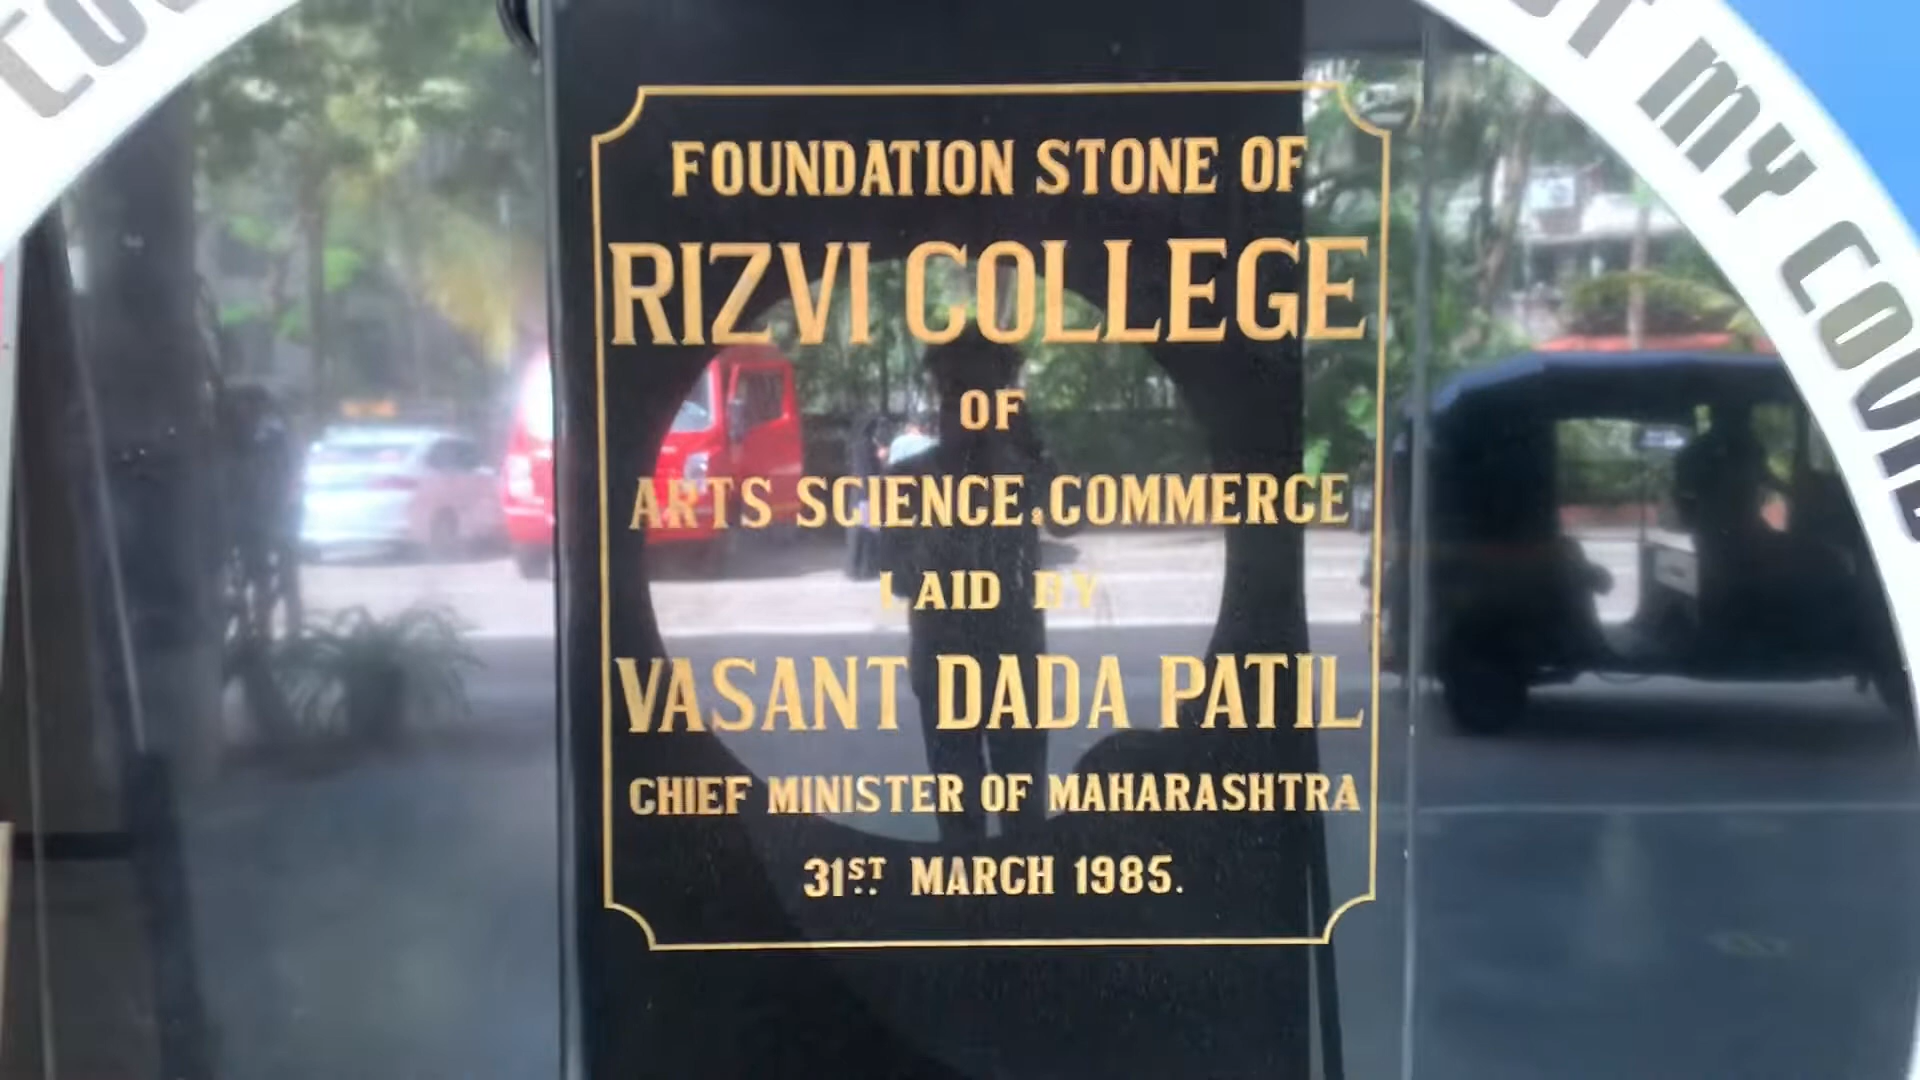 FOUNDATION STONE OF
RIZVI COLLEGE
OF
ARTS SCIENCE & COMMERCE
LAID BY
VASANT DADA PATIL
CHIEF MINISTER OF MAHARASHTRA
31ST MARCH 1985.
MY